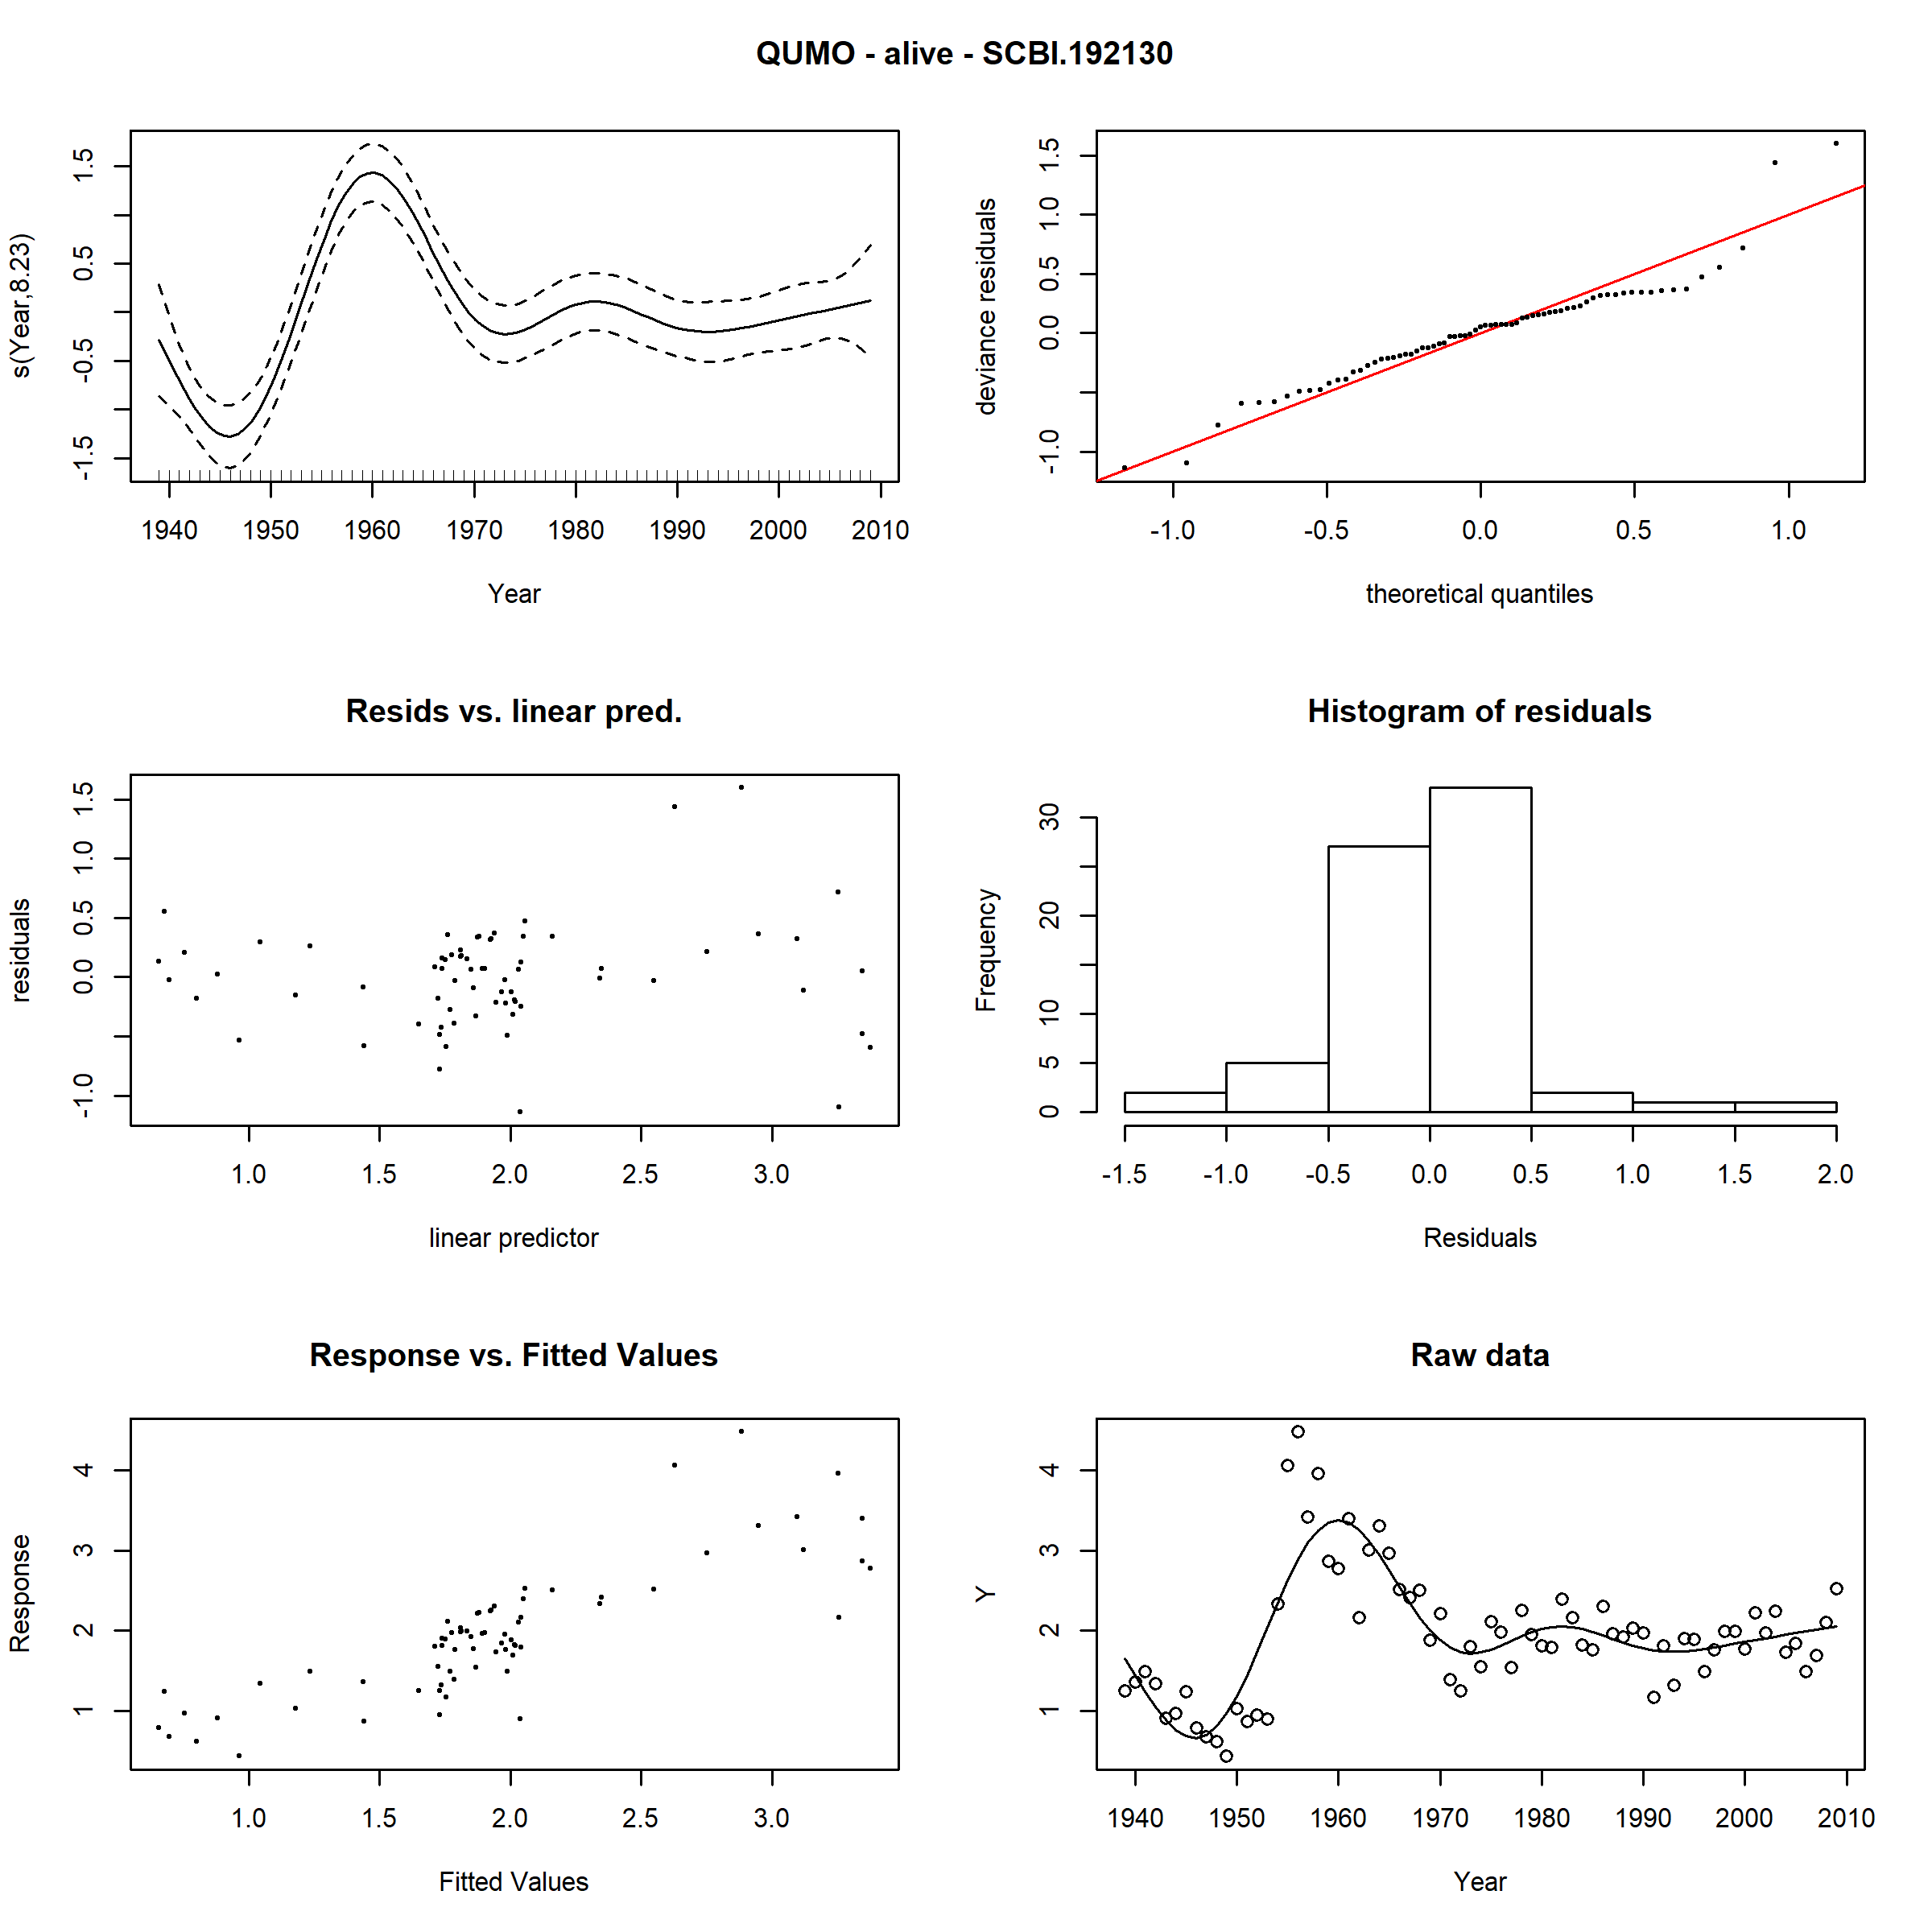 QUMO - alive - SCBI.192130
s(Year,8.23)
1.5
0.5
-0.5
-1.5
1940 1950 1960 1970 1980 1990 2000 2010
Year
deviance residuals
1.5
1.0
0.5
0.0
-1.0
-1.0 -0.5 0.0 0.5 1.0
theoretical quantiles
Resids vs. linear pred.
residuals
1.5
1.0
0.5
0.0
-1.0
1.0 1.5 2.0 2.5 3.0
linear predictor
Histogram of residuals
Frequency
30
20
10
5
0
-1.5 -1.0 -0.5 0.0 0.5 1.0 1.5 2.0
Residuals
Response vs. Fitted Values
Response
4
3
2
1
1.0 1.5 2.0 2.5 3.0
Fitted Values
Raw data
Y
4
3
2
1
1940 1950 1960 1970 1980 1990 2000 2010
Year